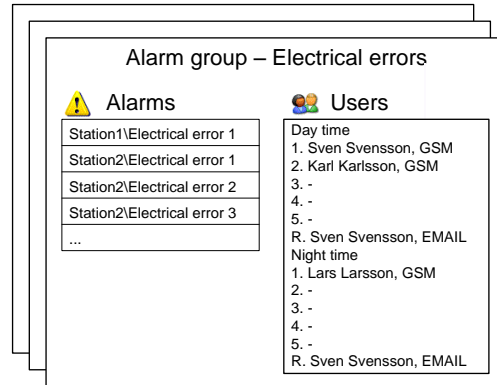 Alarm group – Electrical errors
Alarms
Station1\Electrical error 1
Station2\Electrical error 1
Station2\Electrical error 2
Station2\Electrical error 3
...
Users
Day time
1. Sven Svensson, GSM
2. Karl Karlsson, GSM
3. -
4. -
5. -
R. Sven Svensson, EMAIL
Night time
1. Lars Larsson, GSM
2. -
3. -
4. -
5. -
R. Sven Svensson, EMAIL